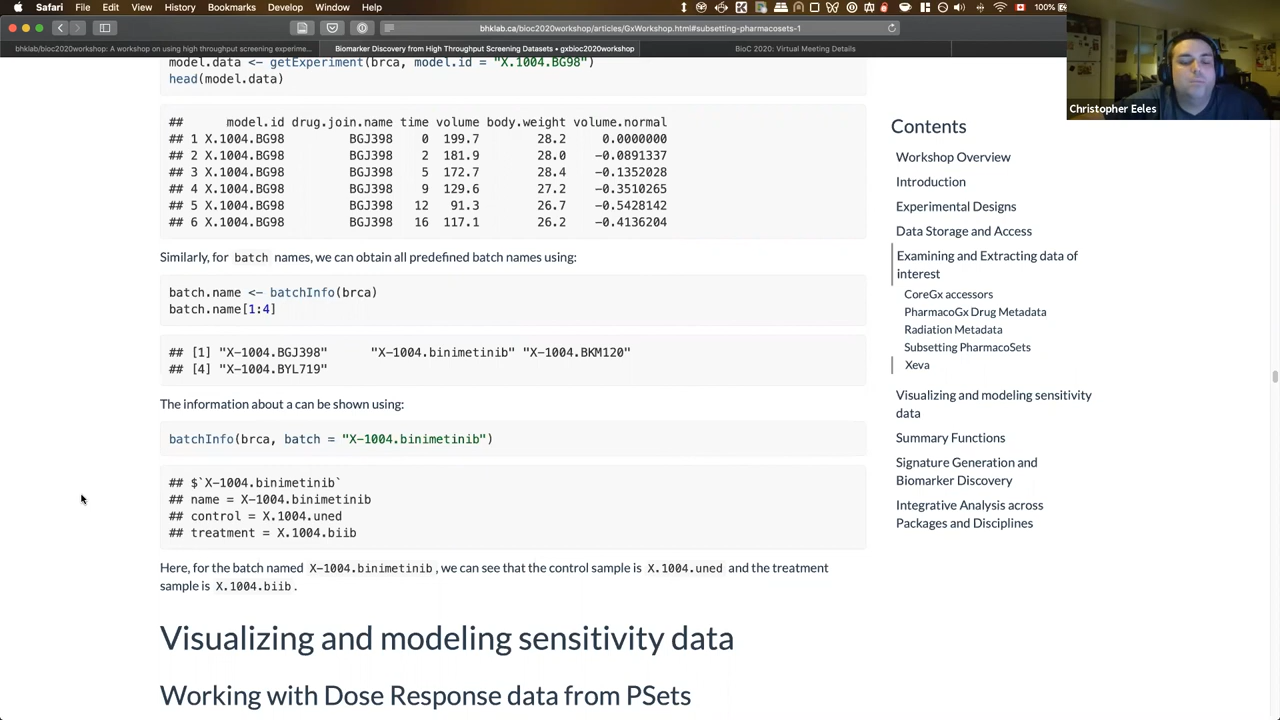 Safari File Edit View History Bookmarks Develop Window Help
bhklab.ca/bioc2020workshop/articles/GxWorkshop.html#subsetting-pharmacosets-1
bhklab/bioc2020workshop: A workshop on using high throughput screening experime...
Biomarker Discovery from High Throughput Screening Datasets • gxbioc2020workshop
BioC 2020: Virtual Meeting Details
Christopher Eeles
model.data <- getExperiment(brca, model.id = "X.1004.BG98")
head(model.data)
## model.id drug.join.name time volume body.weight volume.normal
## 1 X.1004.BG98 BGJ398 0 199.7 28.2 0.0000000
## 2 X.1004.BG98 BGJ398 2 181.9 28.0 -0.0891337
## 3 X.1004.BG98 BGJ398 5 172.7 28.4 -0.1352028
## 4 X.1004.BG98 BGJ398 9 129.6 27.2 -0.3510265
## 5 X.1004.BG98 BGJ398 12 91.3 26.7 -0.5428142
## 6 X.1004.BG98 BGJ398 16 117.1 26.2 -0.4136204
Similarly, for batch names, we can obtain all predefined batch names using:
batch.name <- batchInfo(brca)
batch.name[1:4]
## [1] "X-1004.BGJ398" "X-1004.binimetinib" "X-1004.BKM120"
## [4] "X-1004.BYL719"
The information about a can be shown using:
batchInfo(brca, batch = "X-1004.binimetinib")
## $`X-1004.binimetinib`
## name = X-1004.binimetinib
## control = X.1004.uned
## treatment = X.1004.biib
Here, for the batch named X-1004.binimetinib, we can see that the control sample is X.1004.uned and the treatment
sample is X.1004.biib.
Visualizing and modeling sensitivity data
Working with Dose Response data from PSets
Contents
Workshop Overview
Introduction
Experimental Designs
Data Storage and Access
Examining and Extracting data of
interest
CoreGx accessors
PharmacoGx Drug Metadata
Radiation Metadata
Subsetting PharmacoSets
Xeva
Visualizing and modeling sensitivity
data
Summary Functions
Signature Generation and
Biomarker Discovery
Integrative Analysis across
Packages and Disciplines